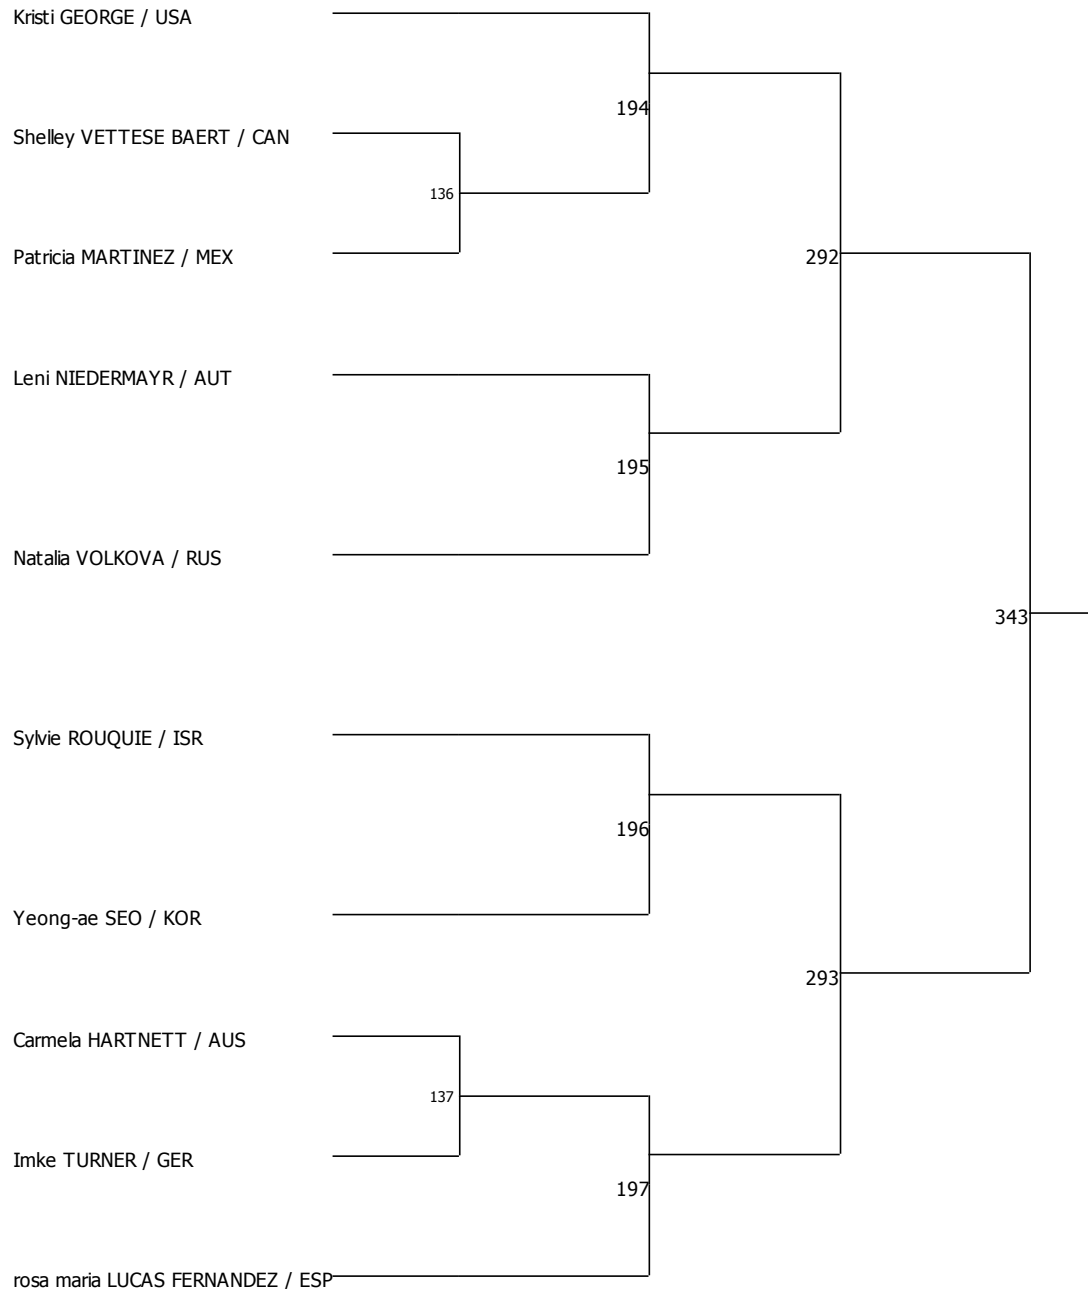 Kristi GEORGE / USA
194
Shelley VETTESE BAERT / CAN
136
Patricia MARTINEZ / MEX
292
Leni NIEDERMAYR / AUT
195
Natalia VOLKOVA / RUS
343
Sylvie ROUQUIE / ISR
196
Yeong-ae SEO / KOR
293
Carmela HARTNETT / AUS
137
Imke TURNER / GER
197
rosa maria LUCAS FERNANDEZ / ESP